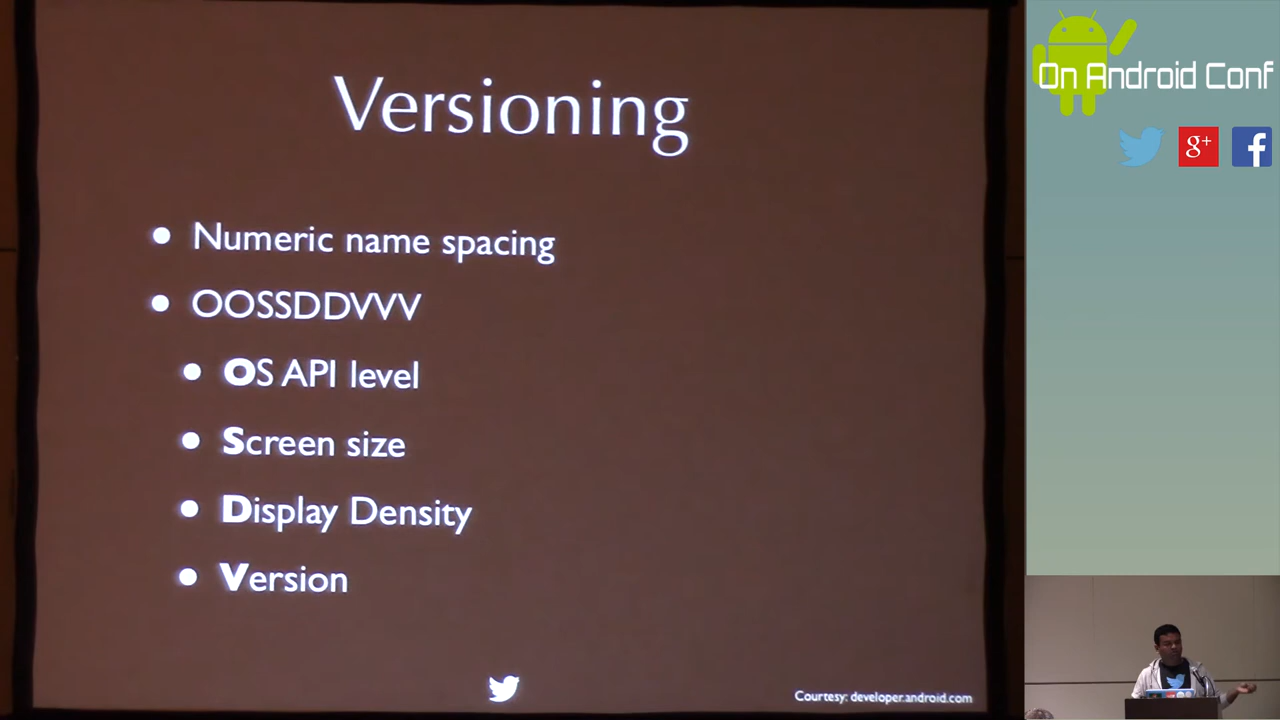 Versioning
Numeric name spacing
OOSSDDVVV
OS API level
Screen size
Display Density
Version
Courtesy: developer.android.com
On Android Conf
g+
f